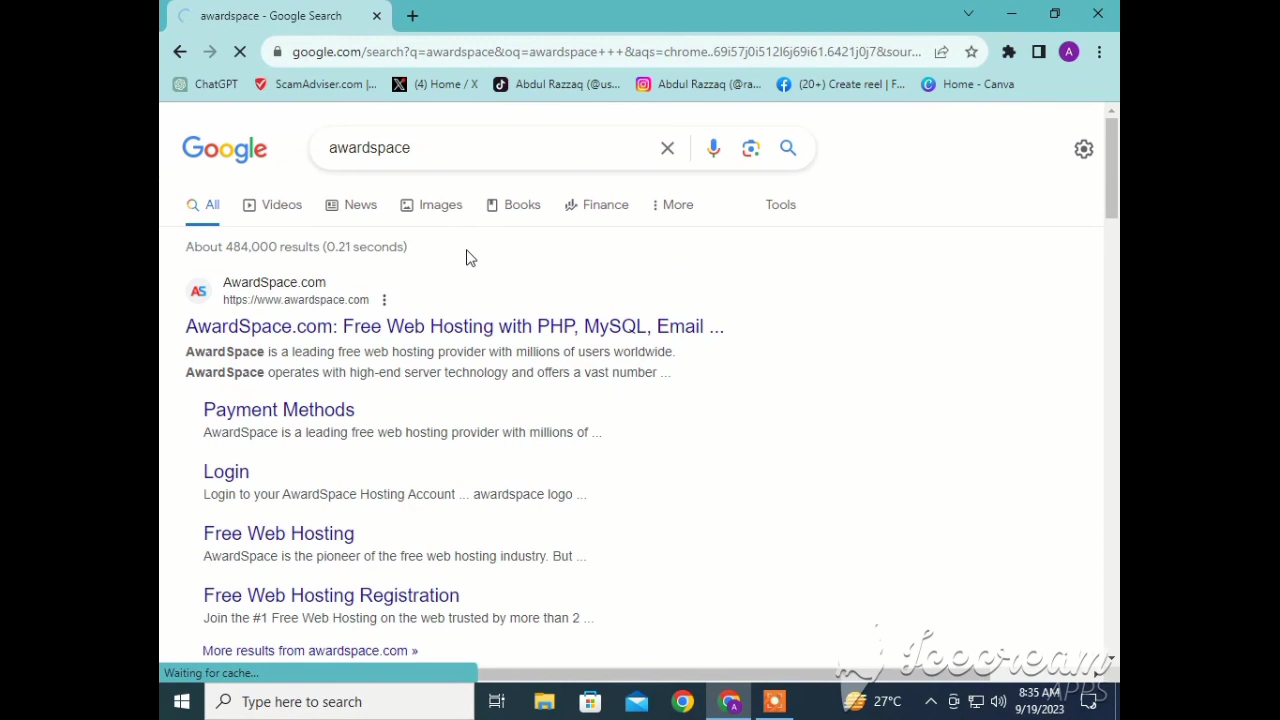 awardspace - Google Search
google.com/search?q=awardspace&oq=awardspace+++&aqs=chrome..69i57j0i512l6j69i61.6421j0j7&sour...
ChatGPT
ScamAdviser.com |...
(4) Home / X
Abdul Razzaq (@us...
Abdul Razzaq (@ra...
(20+) Create reel | F...
Home - Canva
A
Google
awardspace
All
Videos
News
Images
Books
Finance
More
Tools
About 484,000 results (0.21 seconds)
AS
AwardSpace.com
https://www.awardspace.com
AwardSpace.com: Free Web Hosting with PHP, MySQL, Email ...
AwardSpace is a leading free web hosting provider with millions of users worldwide.
AwardSpace operates with high-end server technology and offers a vast number ...
Payment Methods
AwardSpace is a leading free web hosting provider with millions of ...
Login
Login to your AwardSpace Hosting Account ... awardspace logo ...
Free Web Hosting
AwardSpace is the pioneer of the free web hosting industry. But ...
Free Web Hosting Registration
Join the #1 Free Web Hosting on the web trusted by more than 2 ...
More results from awardspace.com »
Waiting for cache...
Icecream
APPS
Type here to search
A
27°C
8:35 AM
9/19/2023